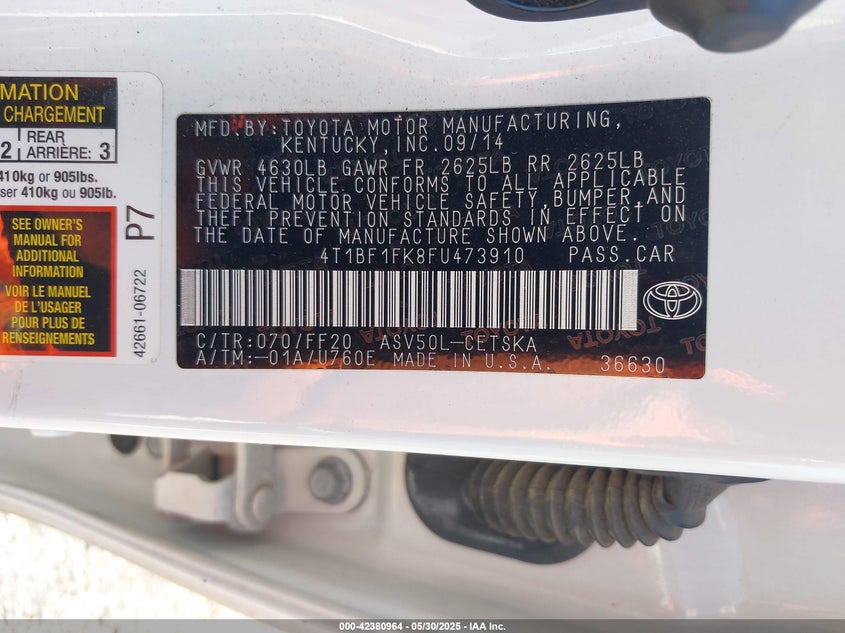 MATION
CHARGEMENT
2 REAR
ARRIÈRE: 3
410kg or 905lbs.
ser 410kg ou 905lb.
SEE OWNER'S
MANUAL FOR
ADDITIONAL
INFORMATION
VOIR LE MANUEL
DE L'USAGER
POUR PLUS DE
RENSEIGNEMENTS
P7
42661-06722
MFD. BY: TOYOTA MOTOR MANUFACTURING,
KENTUCKY, INC. 09/14
GVWR 4630LB GAWR FR 2625LB RR 2625LB
THIS VEHICLE CONFORMS TO ALL APPLICABLE
FEDERAL MOTOR VEHICLE SAFETY, BUMPER, AND
THEFT PREVENTION STANDARDS IN EFFECT ON
THE DATE OF MANUFACTURE SHOWN ABOVE.
4T1BF1FK8FU473910 PASS.CAR
C/TR: 070/FF20 ASV50L-CETSKA
A/TM: -01A/U760E MADE IN U.S.A. 36630
000-42380964 - 05/30/2025 - IAA Inc.